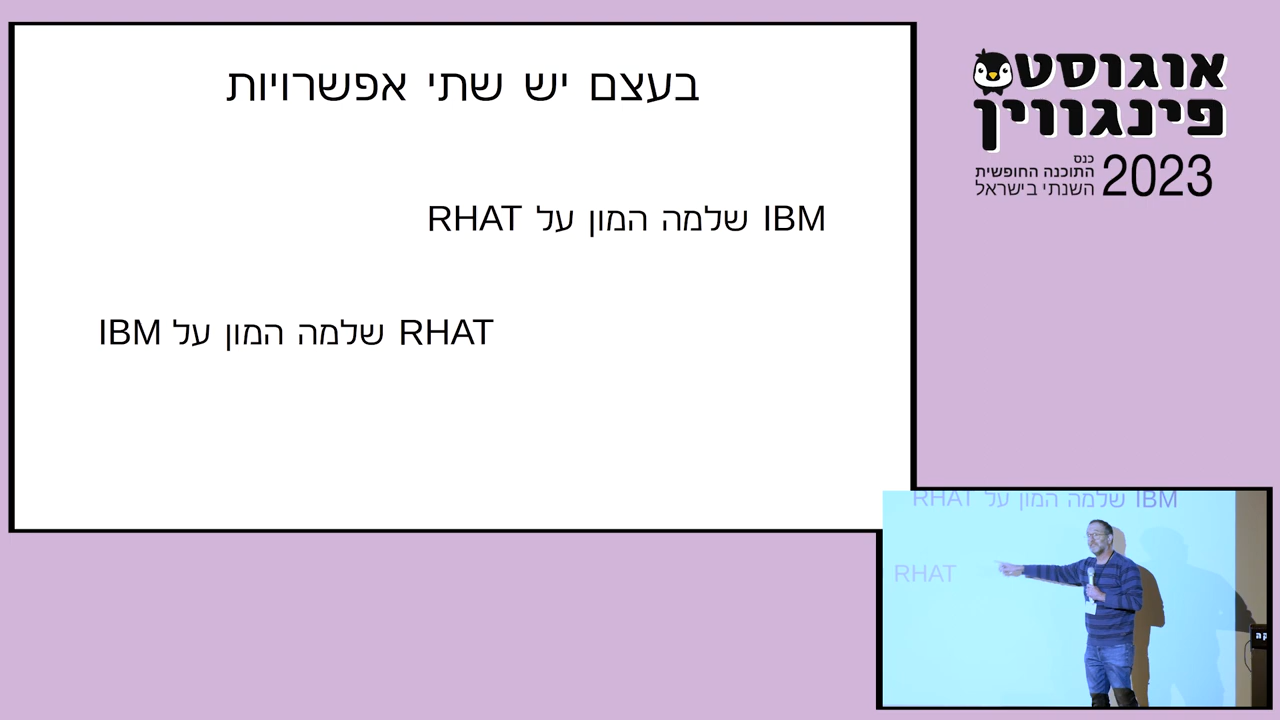 בעצם יש שתי אפשרויות
IBM שלמה המון על RHAT
RHAT שלמה המון על IBM
אוגוסט
פינגווין
2023
כנס
התוכנה החופשית
השנתי בישראל
IBM שלמה המון על RHAT
RHAT
קה